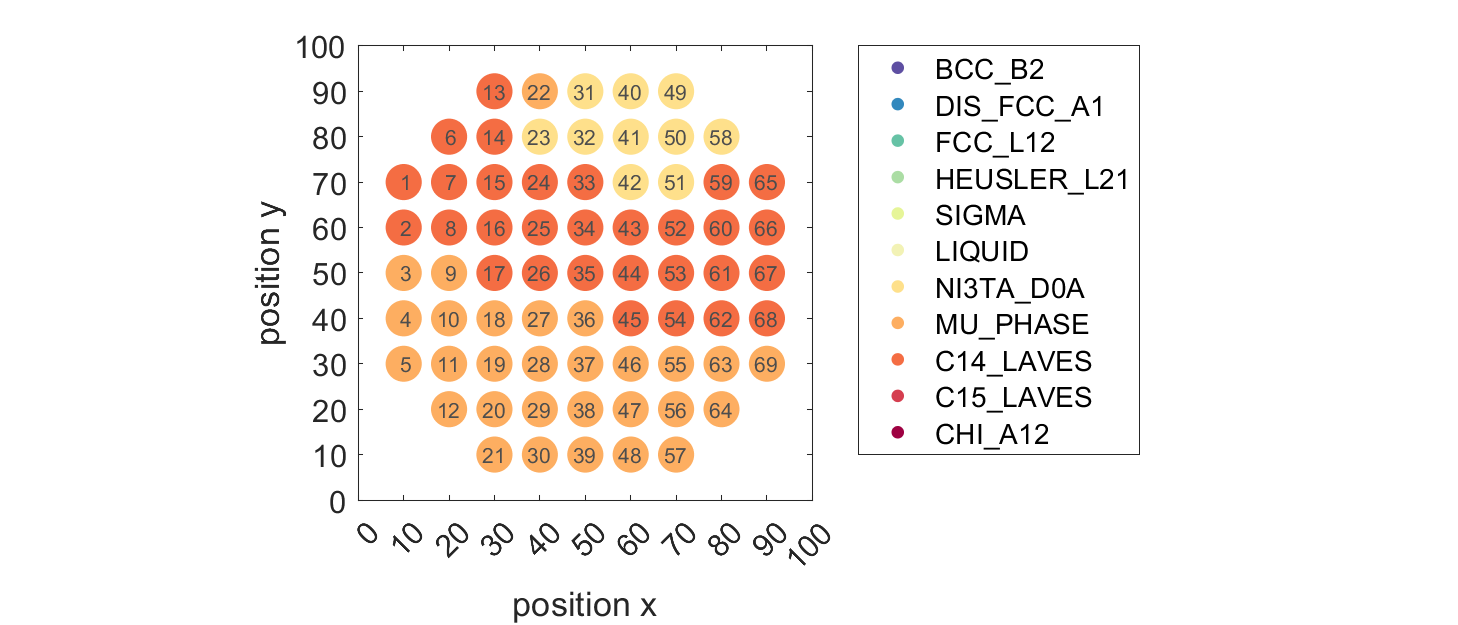 100
90
80
70
60
50
40
30
20
10
0
position y
13 22 31 40 49
6 14 23 32 41 50 58
1 7 15 24 33 42 51 59 65
2 8 16 25 34 43 52 60 66
3 9 17 26 35 44 53 61 67
4 10 18 27 36 45 54 62 68
5 11 19 28 37 46 55 63 69
12 20 29 38 47 56 64
21 30 39 48 57
0 10 20 30 40 50 60 70 80 90 100
position x
BCC_B2
DIS_FCC_A1
FCC_L12
HEUSLER_L21
SIGMA
LIQUID
NI3TA_D0A
MU_PHASE
C14_LAVES
C15_LAVES
CHI_A12